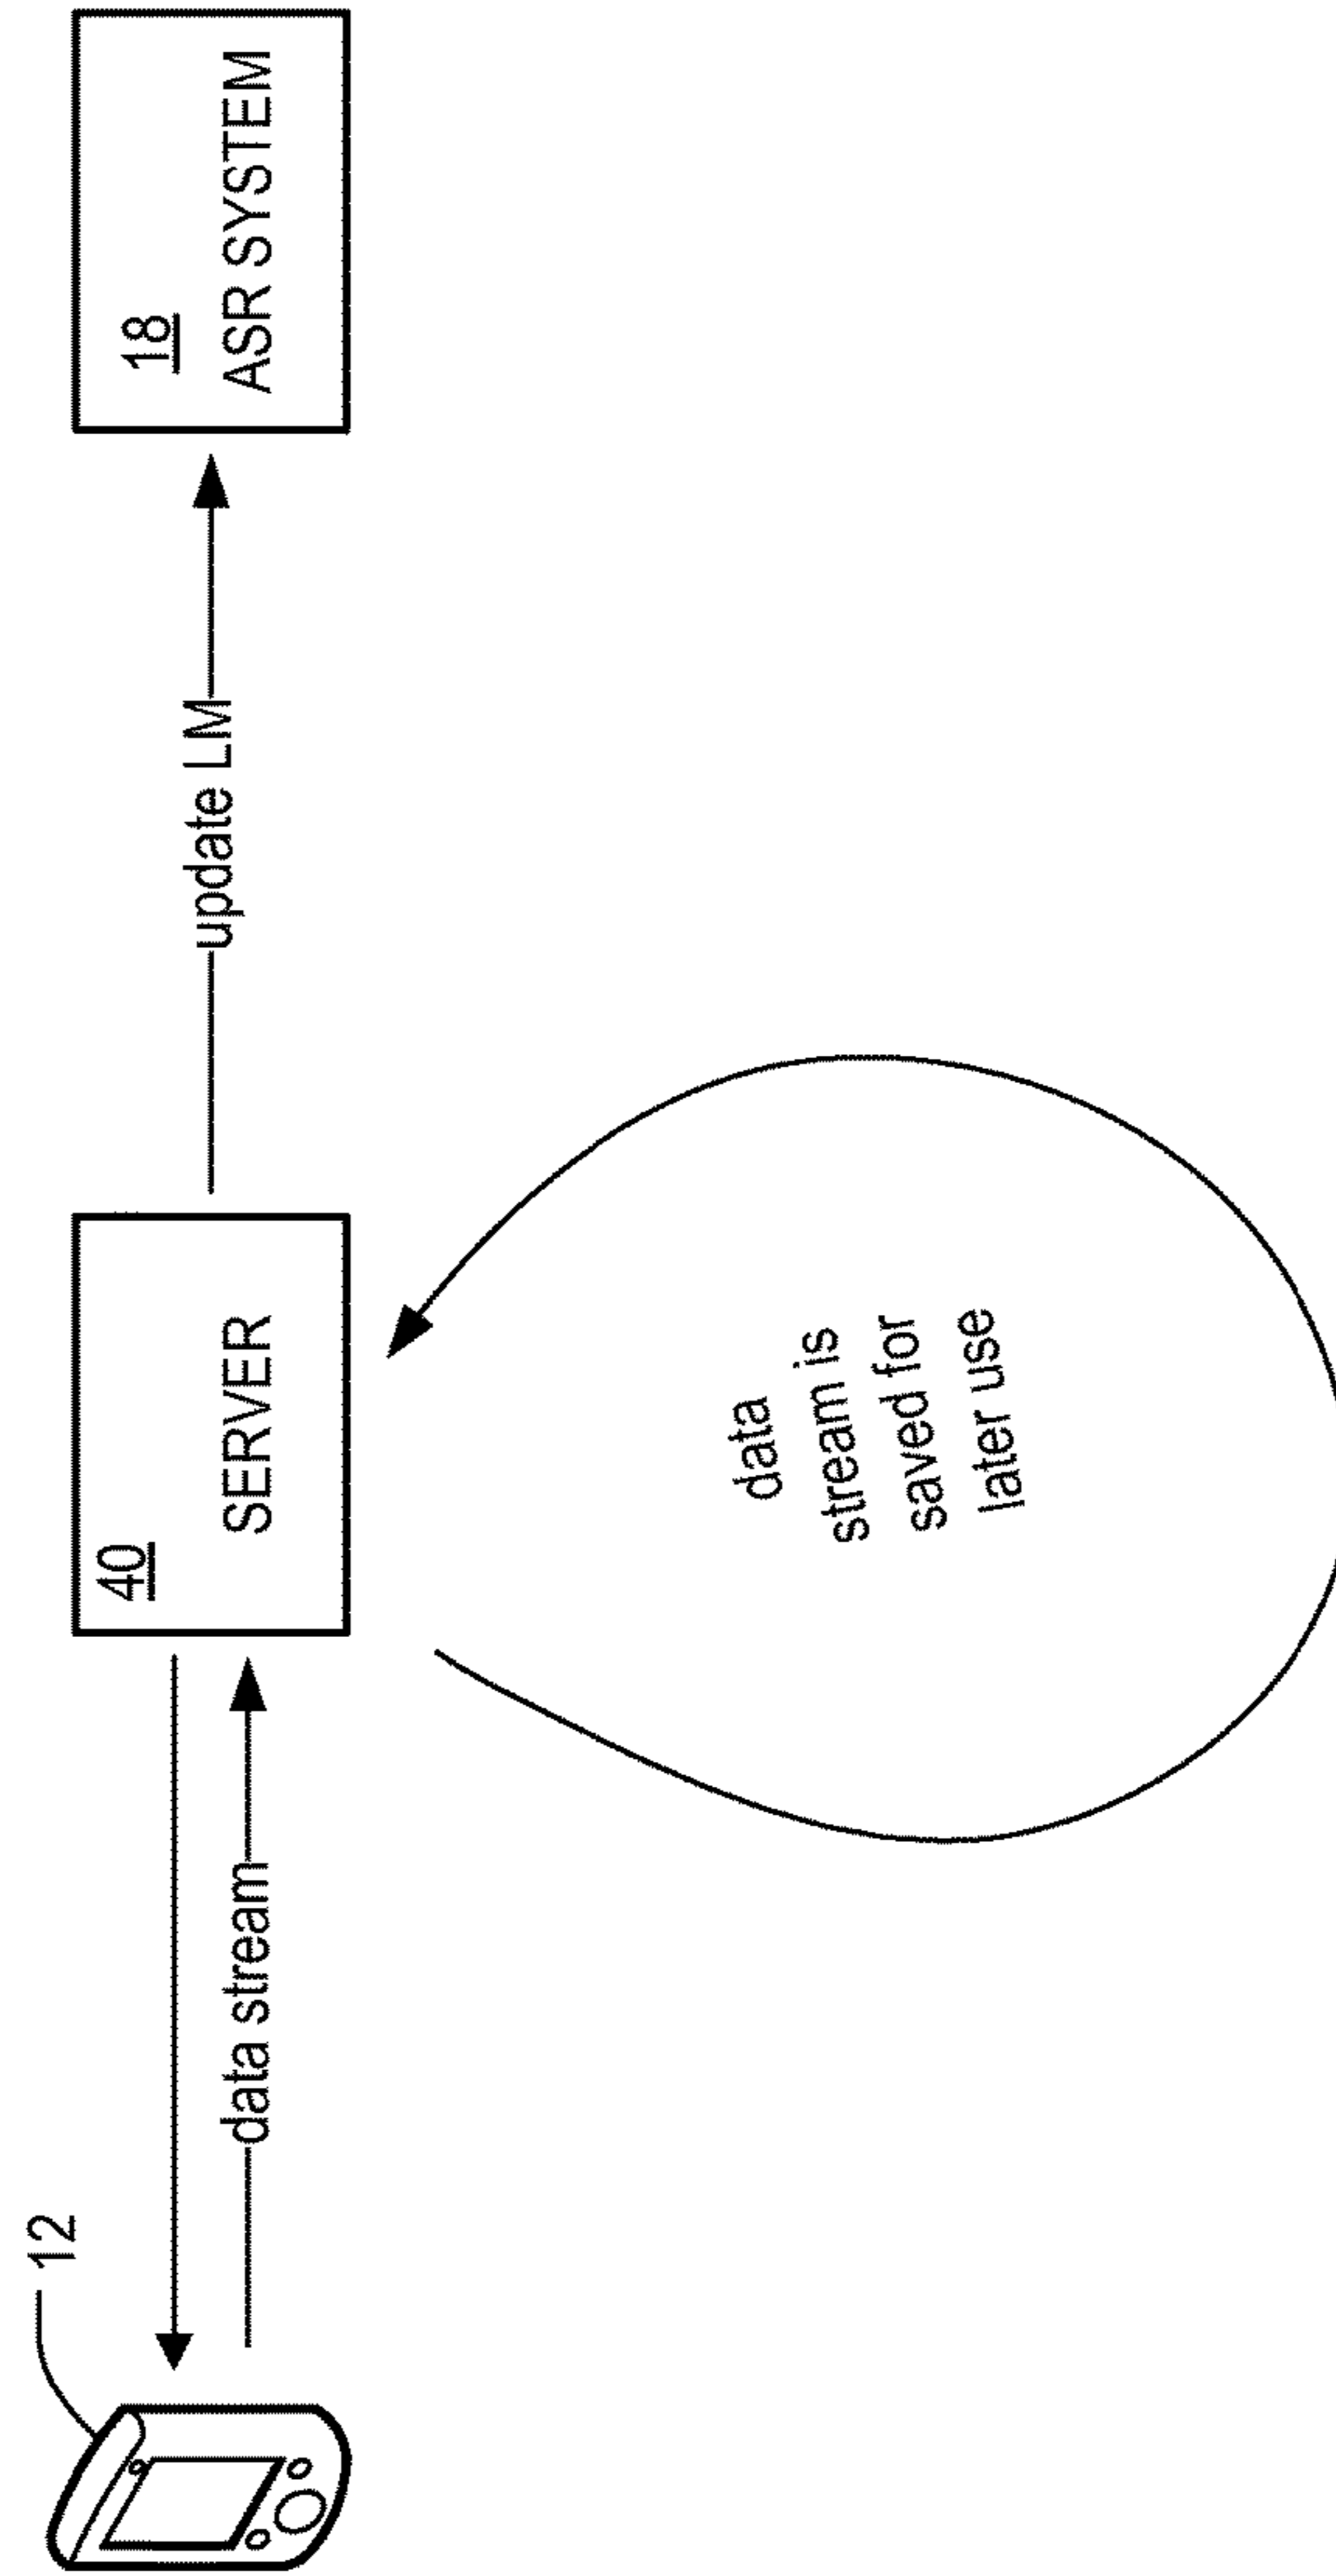 12
data stream
40
SERVER
update LM
18
ASR SYSTEM
data
stream is
saved for
later use